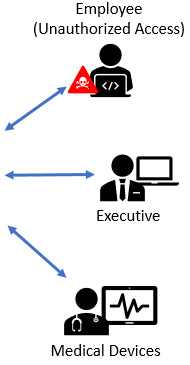 Employee
(Unauthorized Access)
</>
Executive
Medical Devices